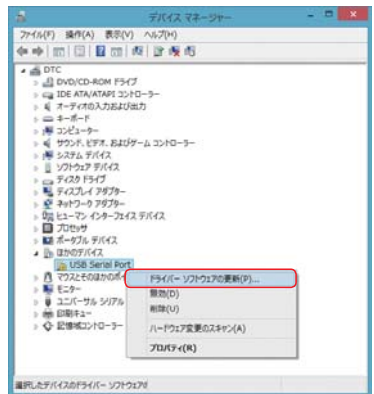 デバイス マネージャー
ファイル(F) 操作(A) 表示(V) ヘルプ(H)
DTC
DVD/CD-ROM ドライブ
IDE ATA/ATAPI コントローラー
オーディオの入力および出力
キーボード
コンピューター
サウンド、ビデオ、およびゲーム コントローラー
システム デバイス
ソフトウェア デバイス
ディスク ドライブ
ディスプレイ アダプター
ネットワーク アダプター
ヒューマン インターフェイス デバイス
プロセッサ
ポータブル デバイス
ほかのデバイス
USB Serial Port
マウスとそのほかのポ
モニター
ユニバーサル シリアル
印刷キュー
記憶域コントローラー
ドライバー ソフトウェアの更新(P)...
無効(D)
削除(U)
ハードウェア変更のスキャン(A)
プロパティ(R)
選択したデバイスのドライバー ソフトウェアの